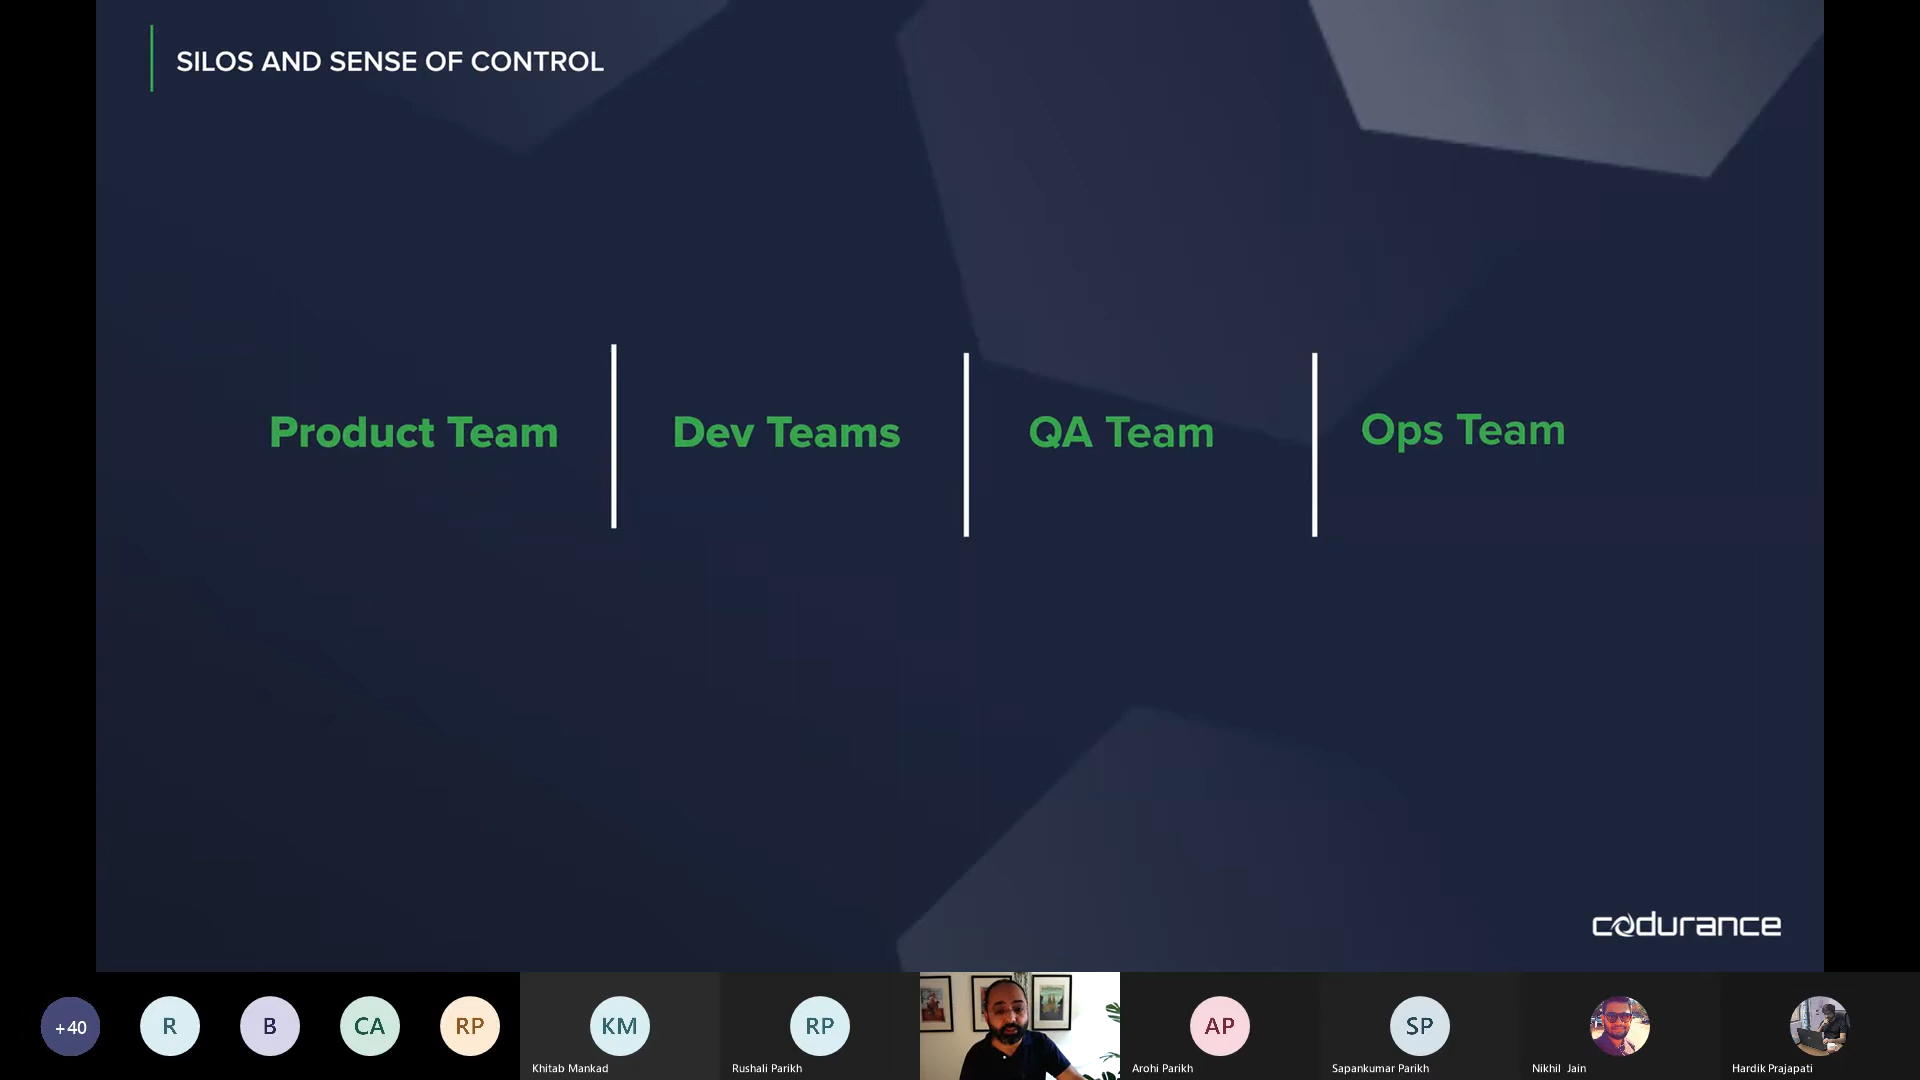 SILOS AND SENSE OF CONTROL
Product Team
Dev Teams
QA Team
Ops Team
codurance
+40
R
B
CA
RP
KM
RP
AP
SP
Khitab Mankad
Rushali Parikh
Arohi Parikh
Sapankumar Parikh
Nikhil Jain
Hardik Prajapati